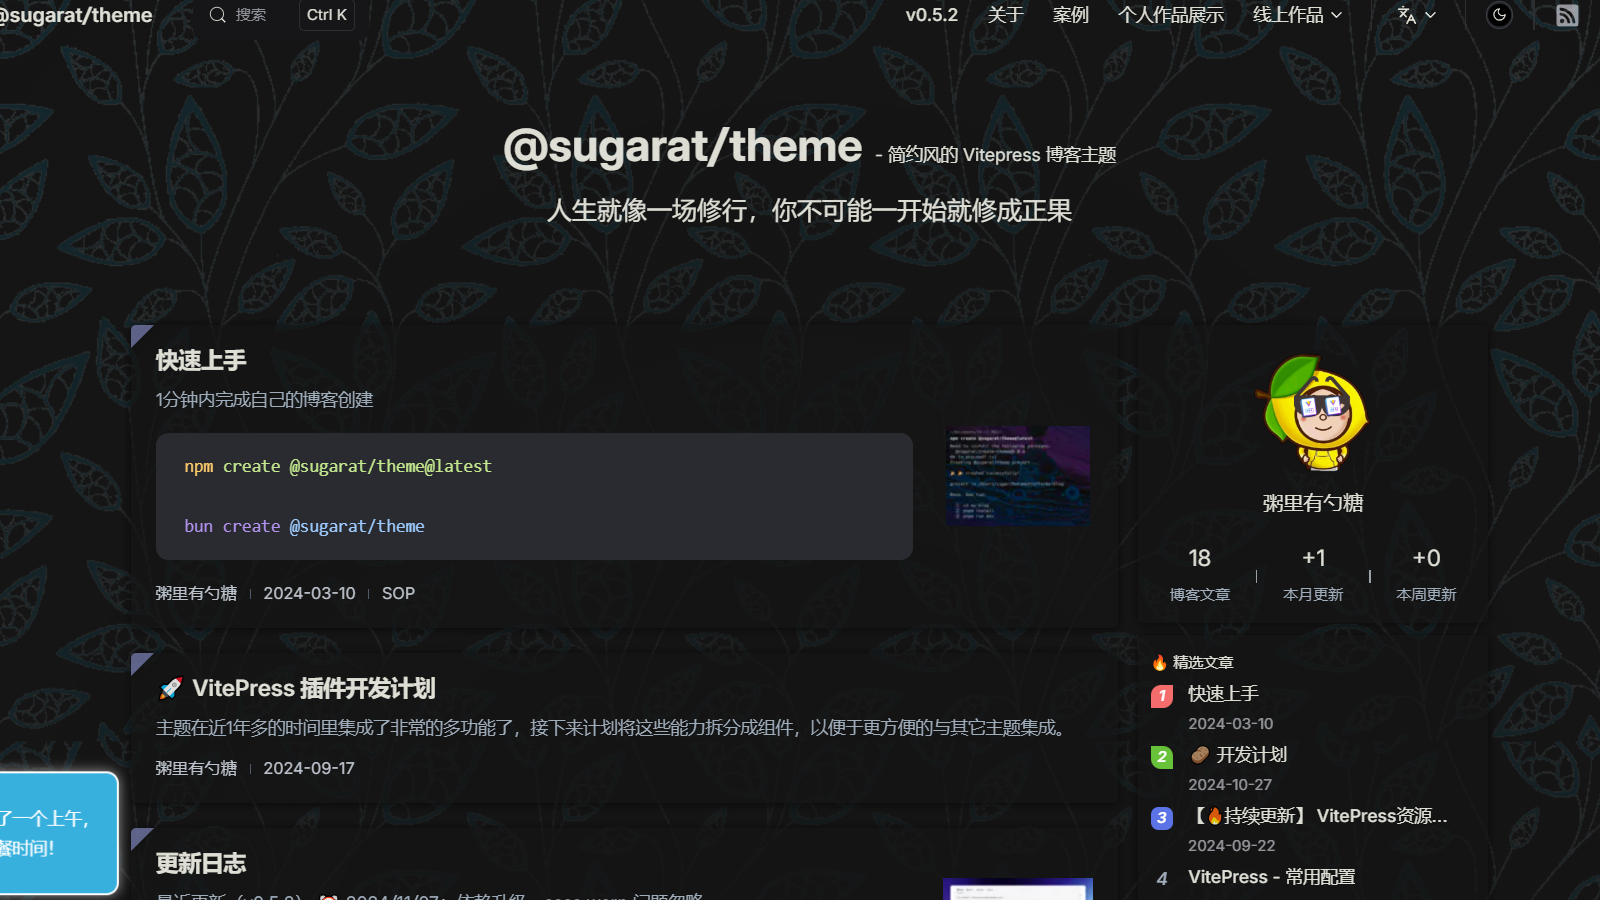 @sugarat/theme
搜索
Ctrl K
v0.5.2
关于
案例
个人作品展示
线上作品
@sugarat/theme - 简约风的 Vitepress 博客主题
人生就像一场修行，你不可能一开始就修成正果
快速上手
1分钟内完成自己的博客创建
npm create @sugarat/theme@latest
bun create @sugarat/theme
粥里有勺糖
2024-03-10
SOP
🚀 VitePress 插件开发计划
主题在近1年多的时间里集成了非常的多功能了，接下来计划将这些能力拆分成组件，以便于更方便的与其它主题集成。
粥里有勺糖
2024-09-17
更新日志
粥里有勺糖
18
博客文章
+1
本月更新
+0
本周更新
🔥 精选文章
1
快速上手
2024-03-10
2
🥔 开发计划
2024-10-27
3
【🔥持续更新】 VitePress资源...
2024-09-22
4
VitePress - 常用配置
了一个上午，
餐时间！